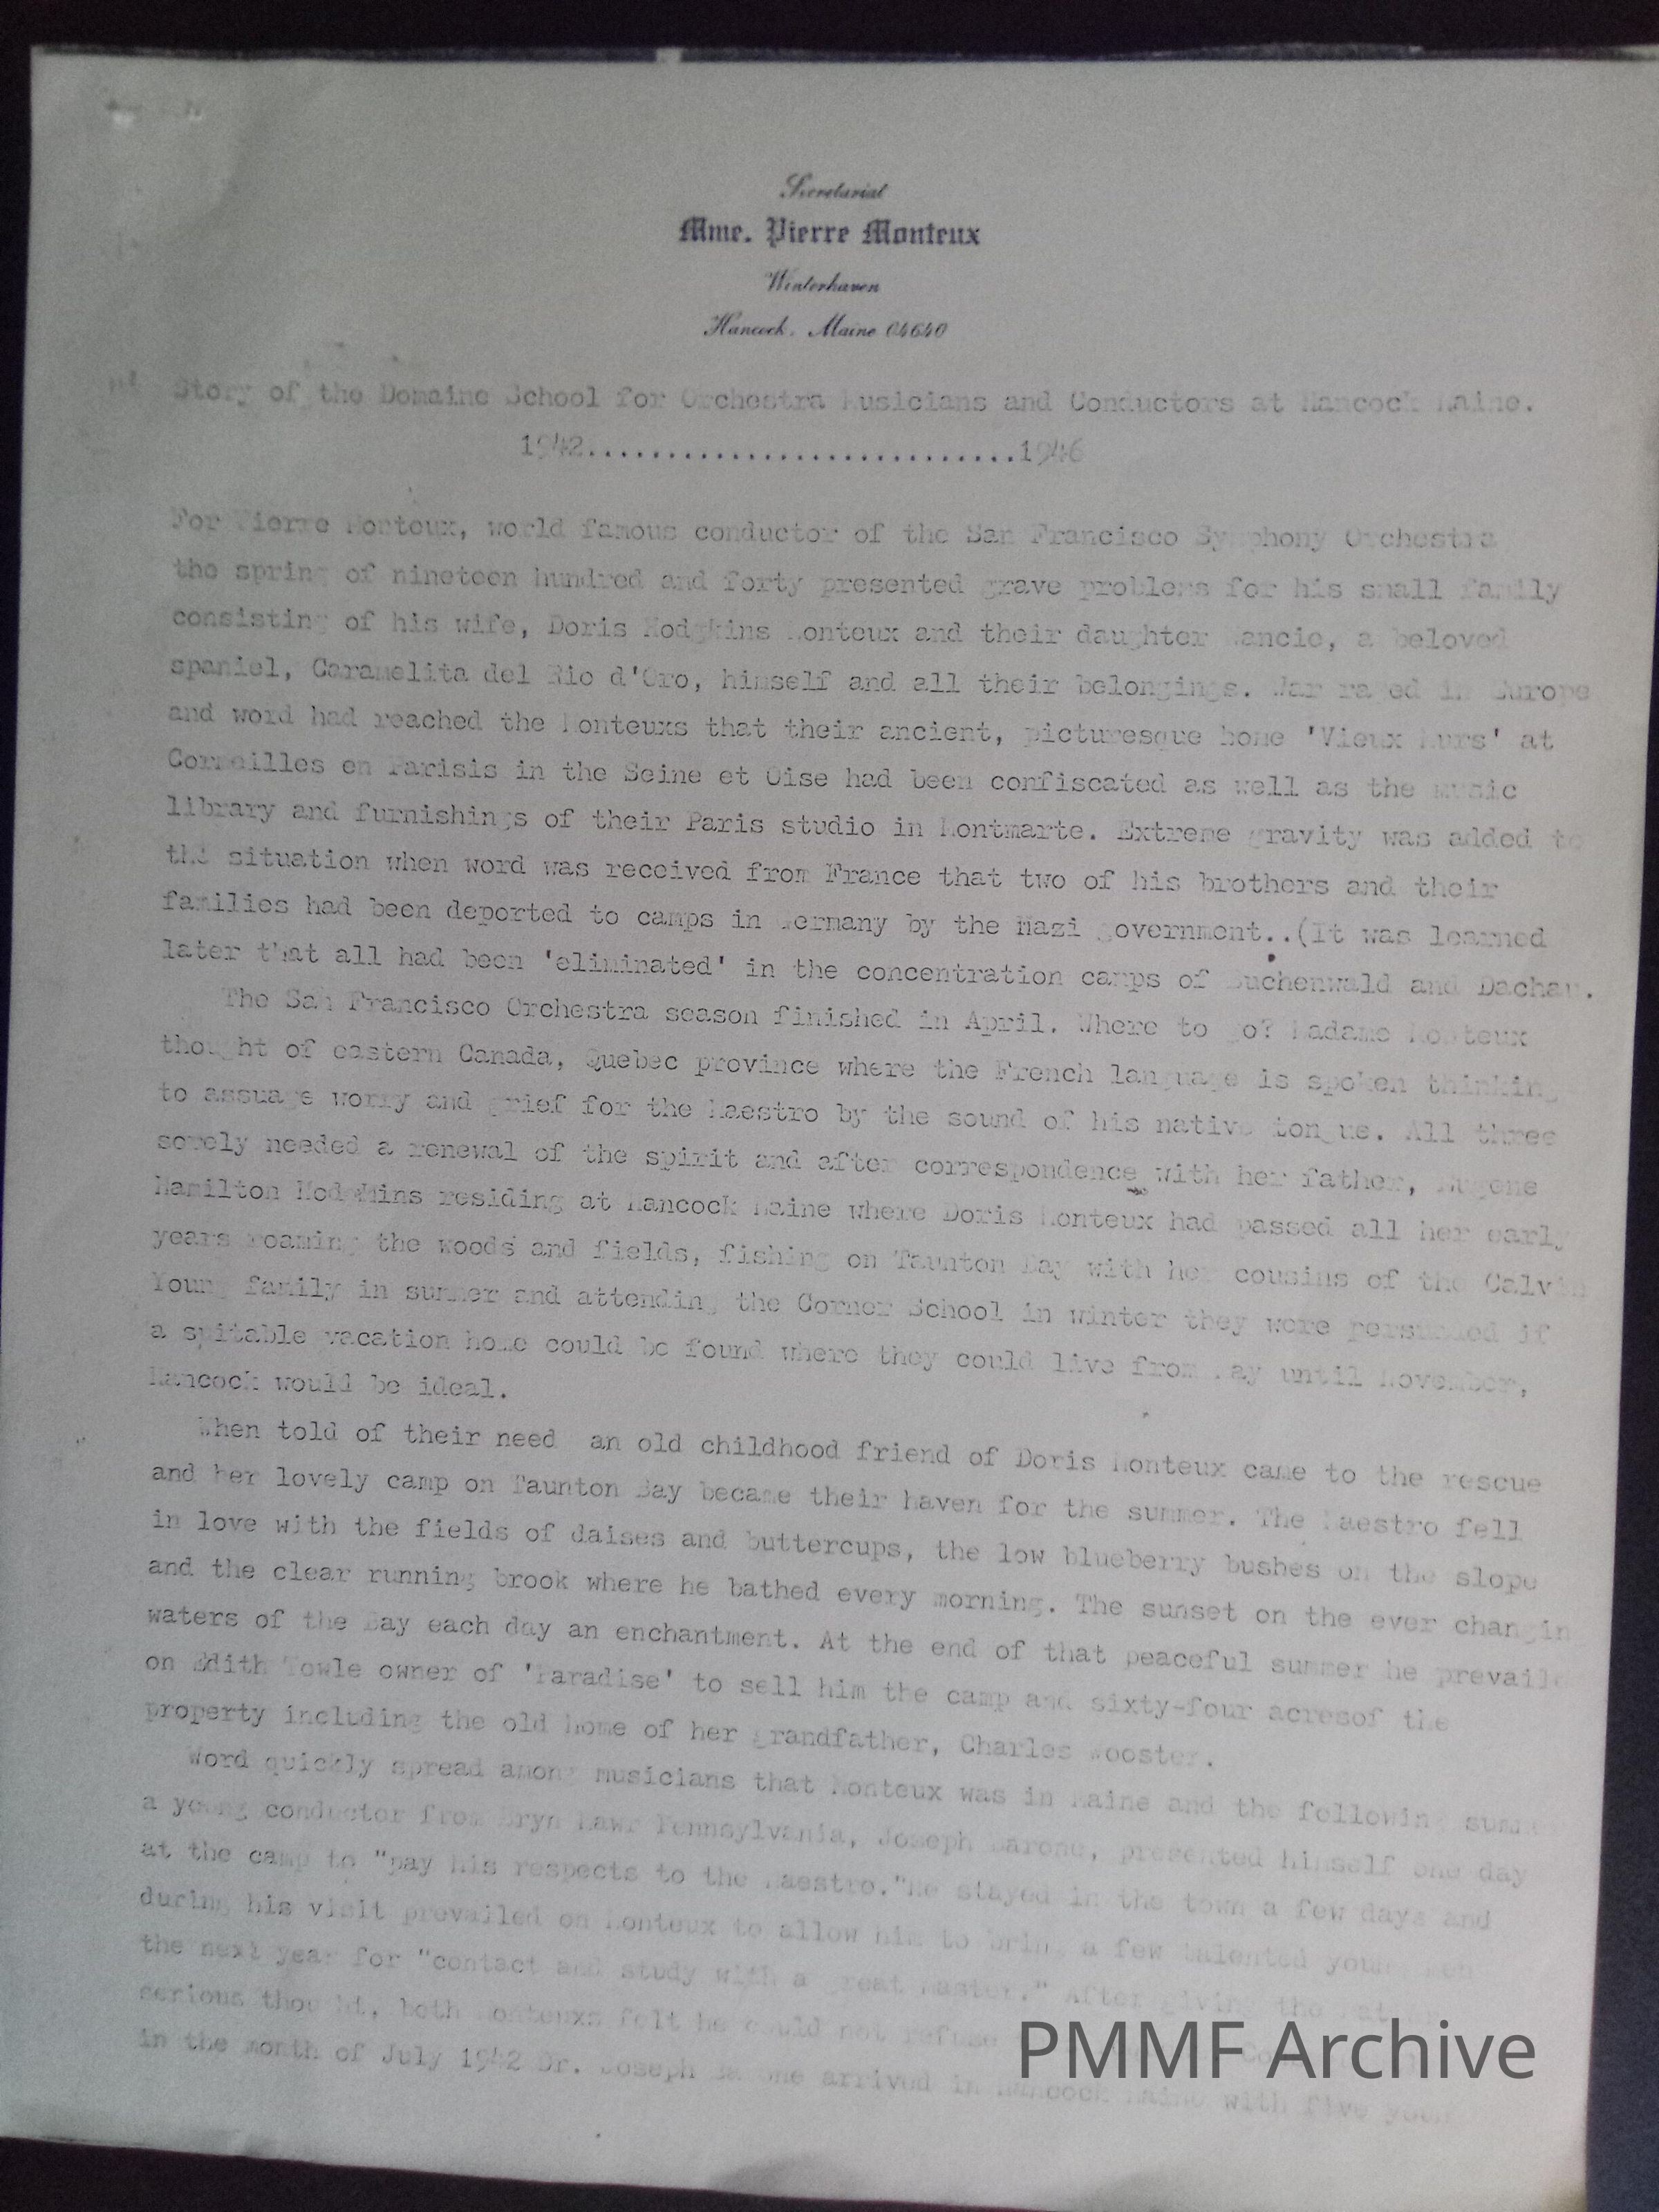 Secretariat
Mme. Pierre Monteux
Winterhaven
Hancock. Maine 04640
Story of the Domaine School for Orchestra Musicians and Conductors at Hancock Maine.
1942...........................1946
For Pierre Monteux, world famous conductor of the San Francisco Symphony Orchestra
the spring of nineteen hundred and forty presented grave problems for his small family
consisting of his wife, Doris Hodgkins Monteux and their daughter Nancie, a beloved
spaniel, Caramelita del Rio d'Oro, himself and all their belongings. War raged in Europe
and word had reached the Monteuxs that their ancient, picturesque home 'Vieux Murs' at
Cormeilles en Parisis in the Seine et Oise had been confiscated as well as the music
library and furnishings of their Paris studio in Montmarte. Extreme gravity was added to
the situation when word was received from France that two of his brothers and their
families had been deported to camps in Germany by the Nazi government..(It was learned
later that all had been 'eliminated' in the concentration camps of Buchenwald and Dachau.
The San Francisco Orchestra season finished in April. Where to go? Madame Monteux
thought of eastern Canada, Quebec province where the French language is spoken thinking
to assuage worry and grief for the Maestro by the sound of his native tongue. All three
sorely needed a renewal of the spirit and after correspondence with her father, Eugene
Hamilton Hodgkins residing at Hancock Maine where Doris Monteux had passed all her early
years roaming the woods and fields, fishing on Taunton Bay with her cousins of the Calvin
Young family in summer and attending the Corner School in winter they were persuaded if
a suitable vacation home could be found where they could live from May until November,
Hancock would be ideal.
When told of their need an old childhood friend of Doris Monteux came to the rescue
and her lovely camp on Taunton Bay became their haven for the summer. The Maestro fell
in love with the fields of daises and buttercups, the low blueberry bushes on the slope
and the clear running brook where he bathed every morning. The sunset on the ever changin
waters of the Bay each day an enchantment. At the end of that peaceful summer he prevaile
on Edith Towle owner of 'Paradise' to sell him the camp and sixty-four acresof the
property including the old home of her grandfather, Charles Wooster.
Word quickly spread among musicians that Monteux was in Maine and the following summe
a young conductor from Bryn Mawr Pennsylvania, Joseph Barone, presented himself one day
at the camp to "pay his respects to the Maestro."He stayed in the town a few days and
during his visit prevailed on Monteux to allow him to bring a few talented young men
the next year for "contact and study with a great master." After giving the
serious thought, both Monteuxs felt he could not refuse
in the month of July 1942 Dr. Joseph Barone arrived in Hancock Maine with five young
PMMF Archive